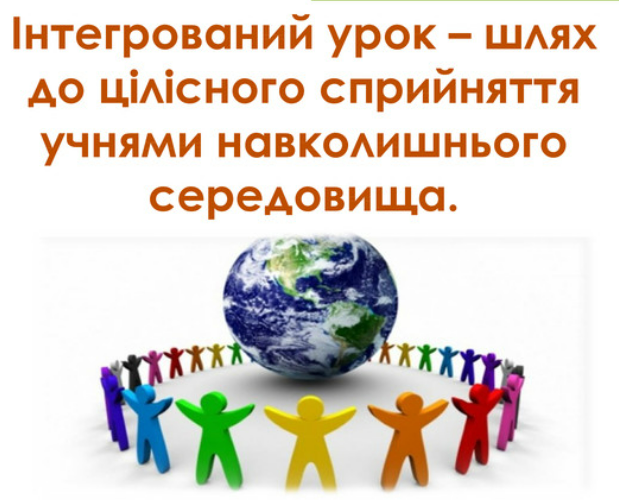 Інтегрований урок – шлях
до цілісного сприйняття
учнями навколишнього
середовища.